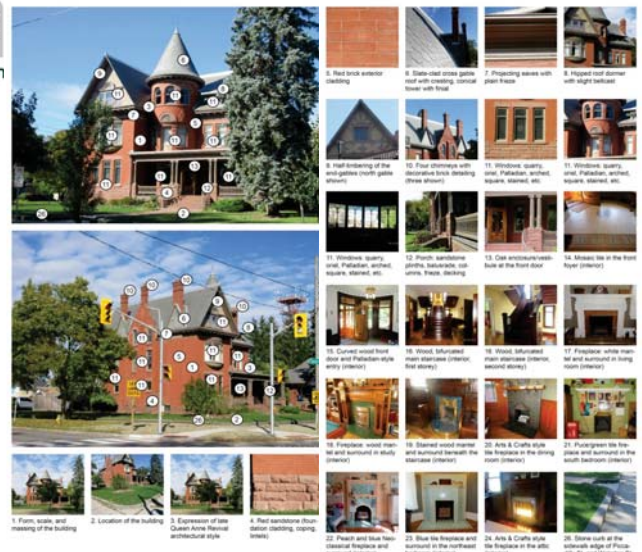 5. Red brick exterior
cladding
6. Slate-clad cross gable
roof with cresting, conical
tower with finial
7. Projecting eaves with
plain frieze
8. Hipped roof dormer
with slight bellcast
9. Half-timbering of the
end-gables (north gable
shown)
10. Four chimneys with
decorative brick detailing
(three shown)
11. Windows: quarry,
oriel, Palladian, arched,
square, stained, etc.
11. Windows: quarry,
oriel, Palladian, arched,
square, stained, etc.
11. Windows: quarry,
oriel, Palladian, arched,
square, stained, etc.
12. Porch: sandstone
plinths, balustrade, col-
umns, frieze, decking
13. Oak enclosure/vesti-
bule at the front door
14. Mosaic tile in the front
foyer (interior)
15. Curved wood front
door and Palladian-style
entry (interior)
16. Wood, bifurcated
main staircase (interior,
first storey)
16. Wood, bifurcated
main staircase (interior,
second storey)
17. Fireplace: white man-
tel and surround in living
room (interior)
18. Fireplace: wood man-
tel and surround in study
(interior)
19. Stained wood mantel
and surround beneath the
staircase (interior)
20. Arts & Crafts style
tile fireplace in the dining
room (interior)
21. Puce/green tile fire-
place and surround in the
south bedroom (interior)
1. Form, scale, and
massing of the building
2. Location of the building
3. Expression of late
Queen Anne Revival
architectural style
4. Red sandstone (foun-
dation cladding, coping,
lintels)
22. Peach and blue Neo-
classical fireplace and
23. Blue tile fireplace and
surround in the northeast
24. Arts & Crafts style
tile fireplace in the attic
26. Stone curb at the
sidewalk edge of Picca-